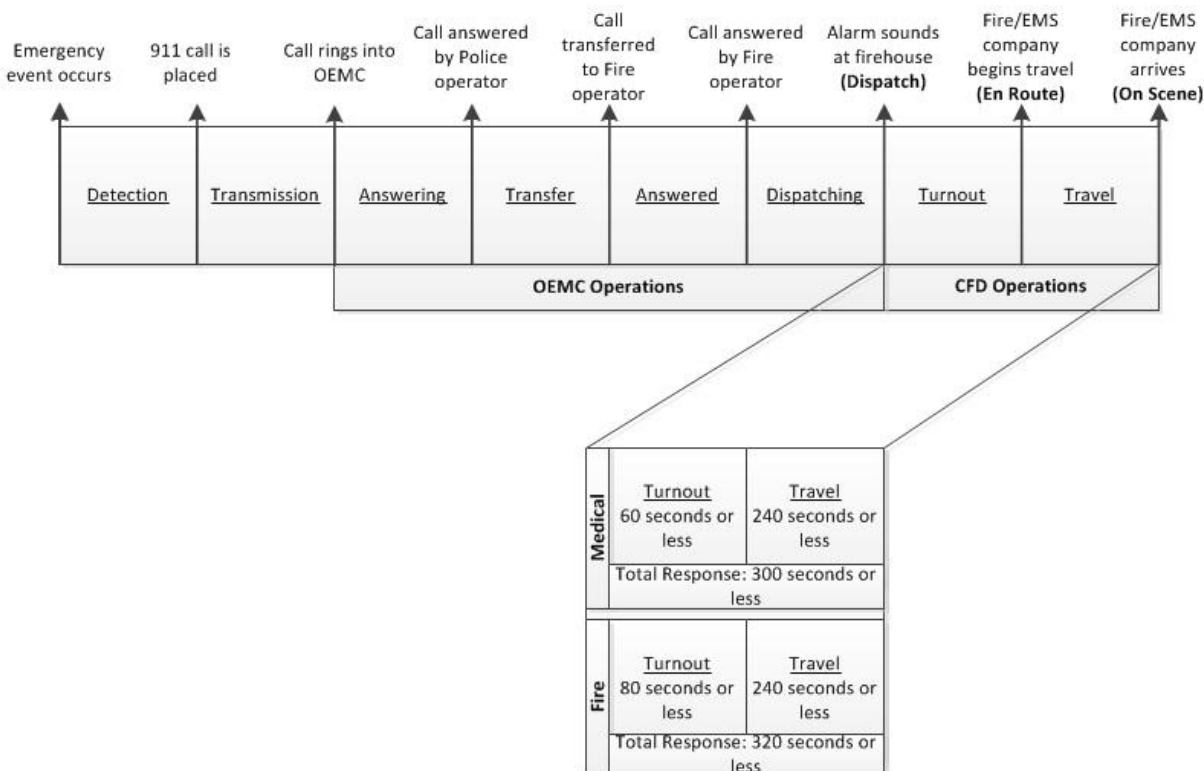 Emergency
event occurs
911 call is
placed
Call rings into
OEMC
Call answered
by Police
operator
Call
transferred
to Fire
operator
Call answered
by Fire
operator
Alarm sounds
at firehouse
(Dispatch)
Fire/EMS
company
begins travel
(En Route)
Fire/EMS
company
arrives
(On Scene)
Detection
Transmission
Answering
Transfer
Answered
Dispatching
Turnout
Travel
OEMC Operations
CFD Operations
Medical
Turnout
60 seconds or
less
Travel
240 seconds or
less
Total Response: 300 seconds or
less
Fire
Turnout
80 seconds or
less
Travel
240 seconds or
less
Total Response: 320 seconds or
less